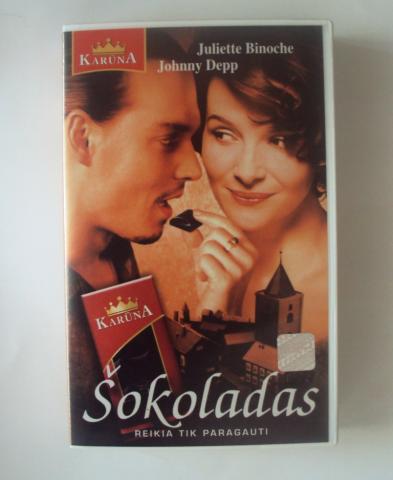 KARŪNA
Juliette Binoche
Johnny Depp
KARŪNA
Šokoladas
REIKIA TIK PARAGAUTI